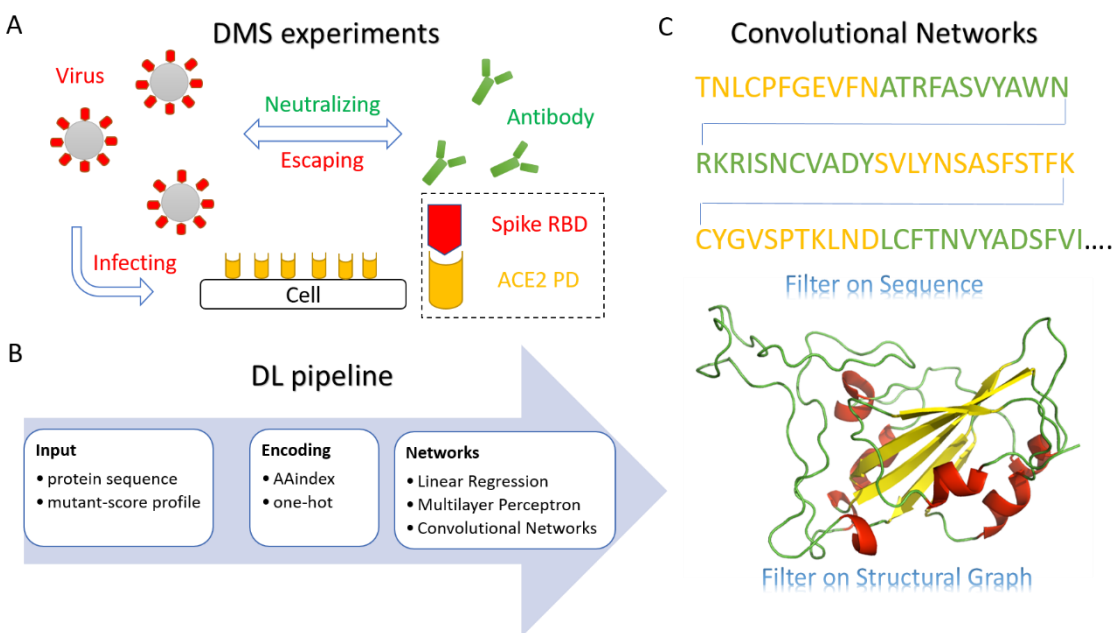 A
DMS experiments
Virus
Neutralizing
Escaping
Antibody
Infecting
Cell
Spike RBD
ACE2 PD
B
DL pipeline
Input
• protein sequence
• mutant-score profile
Encoding
• AAindex
• one-hot
Networks
• Linear Regression
• Multilayer Perceptron
• Convolutional Networks
C
Convolutional Networks
TNLCPFGEVFNATRFASVYAWN
RKRISNCVADYSVLYNSASFSTFK
CYGVSPTKLNDLCFTNVYADSFVI....
Filter on Sequence
Filter on Structural Graph